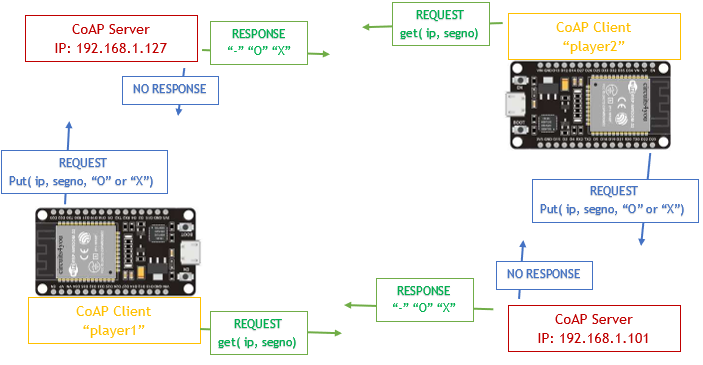 CoAP Server
IP: 192.168.1.127
RESPONSE
"-" "O" "X"
REQUEST
get( ip, segno)
CoAP Client
"player2"
NO RESPONSE
REQUEST
Put( ip, segno, "O" or "X")
REQUEST
Put( ip, segno, "O" or "X")
CoAP Client
"player1"
REQUEST
get( ip, segno)
RESPONSE
"-" "O" "X"
NO RESPONSE
CoAP Server
IP: 192.168.1.101